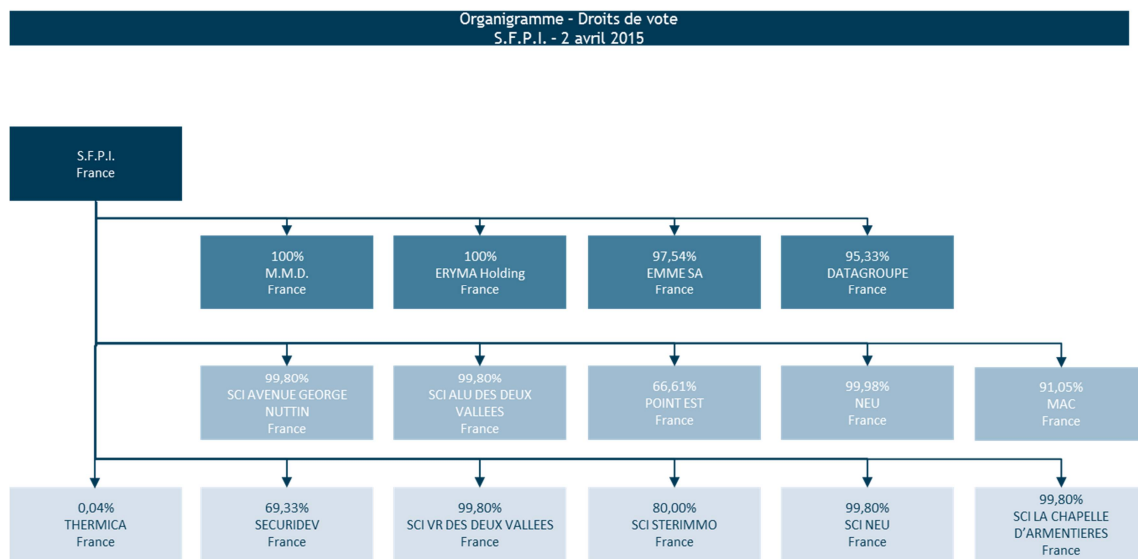 Organigramme - Droits de vote
S.F.P.I. - 2 avril 2015
S.F.P.I.
France
100%
M.M.D.
France
100%
ERYMA Holding
France
97,54%
EMME SA
France
95,33%
DATAGROUPE
France
99,80%
SCI AVENUE GEORGE
NUTTIN
France
99,80%
SCI ALU DES DEUX
VALLEES
France
66,61%
POINT EST
France
99,98%
NEU
France
91,05%
MAC
France
0,04%
THERMICA
France
69,33%
SECURIDEV
France
99,80%
SCI VR DES DEUX VALLEES
France
80,00%
SCI STERIMMO
France
99,80%
SCI NEU
France
99,80%
SCI LA CHAPELLE
D'ARMENTIERES
France